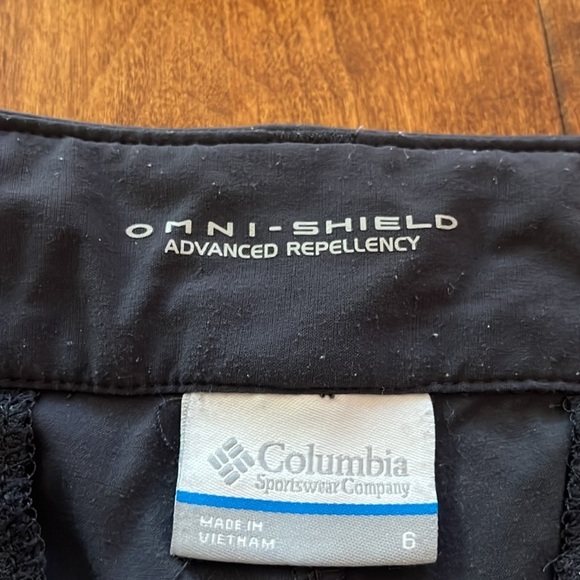 OMNI-SHIELD
ADVANCED REPELLENCY
Columbia
Sportswear Company
MADE IN
VIETNAM 6